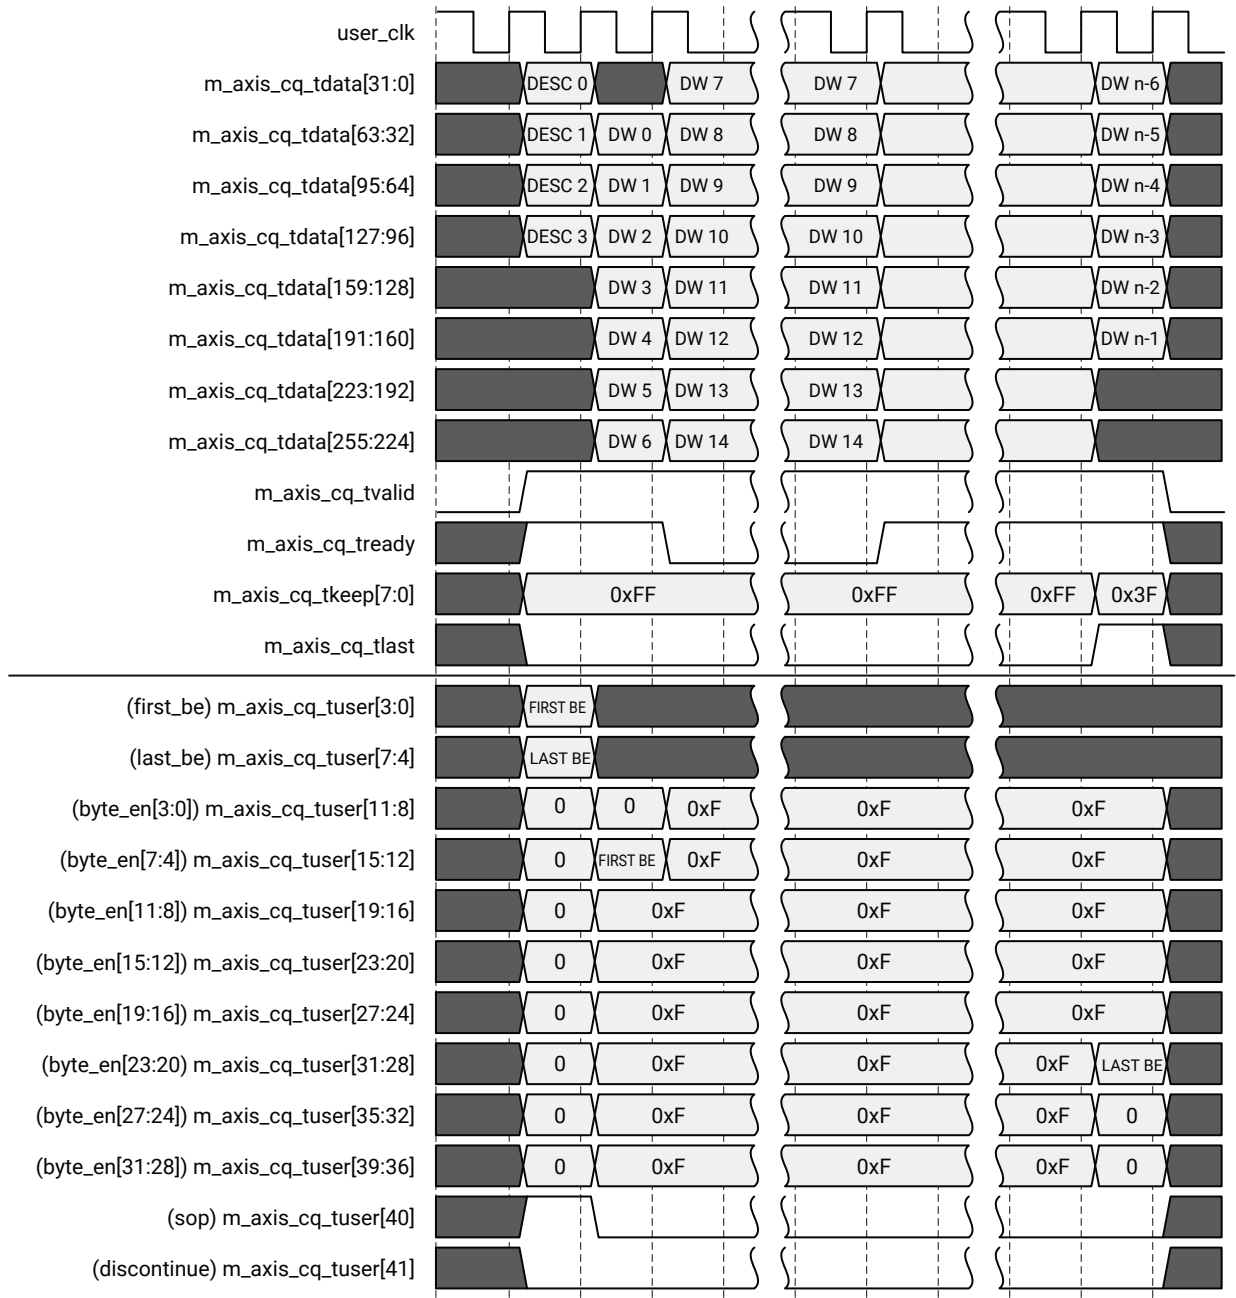 user_clk
m_axis_cq_tdata[31:0] DESC 0 DW 7 DW 7 DW n-6
m_axis_cq_tdata[63:32] DESC 1 DW 0 DW 8 DW 8 DW n-5
m_axis_cq_tdata[95:64] DESC 2 DW 1 DW 9 DW 9 DW n-4
m_axis_cq_tdata[127:96] DESC 3 DW 2 DW 10 DW 10 DW n-3
m_axis_cq_tdata[159:128] DW 3 DW 11 DW 11 DW n-2
m_axis_cq_tdata[191:160] DW 4 DW 12 DW 12 DW n-1
m_axis_cq_tdata[223:192] DW 5 DW 13 DW 13
m_axis_cq_tdata[255:224] DW 6 DW 14 DW 14
m_axis_cq_tvalid
m_axis_cq_tready
m_axis_cq_tkeep[7:0] 0xFF 0xFF 0xFF 0x3F
m_axis_cq_tlast
(first_be) m_axis_cq_tuser[3:0] FIRST BE
(last_be) m_axis_cq_tuser[7:4] LAST BE
(byte_en[3:0]) m_axis_cq_tuser[11:8] 0 0 0xF 0xF 0xF
(byte_en[7:4]) m_axis_cq_tuser[15:12] 0 FIRST BE 0xF 0xF 0xF
(byte_en[11:8]) m_axis_cq_tuser[19:16] 0 0xF 0xF 0xF
(byte_en[15:12]) m_axis_cq_tuser[23:20] 0 0xF 0xF 0xF
(byte_en[19:16]) m_axis_cq_tuser[27:24] 0 0xF 0xF 0xF
(byte_en[23:20) m_axis_cq_tuser[31:28] 0 0xF 0xF 0xF LAST BE
(byte_en[27:24]) m_axis_cq_tuser[35:32] 0 0xF 0xF 0xF 0
(byte_en[31:28]) m_axis_cq_tuser[39:36] 0 0xF 0xF 0xF 0
(sop) m_axis_cq_tuser[40]
(discontinue) m_axis_cq_tuser[41]